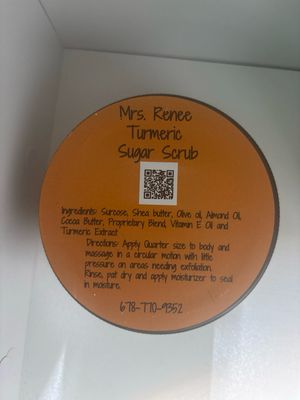 Mrs. Renee
Turmeric
Sugar Scrub
Ingredients: Surcose, Shea butter, Olive oil, Almond Oil,
Cocoa Butter, Proprietary Blend, Vitamin E Oil and
Turmeric Extract
Directions: Apply Quarter size to body and
massage in a circular motion with little
pressure on areas needing exfoliation.
Rinse, pat dry and apply moisturizer to seal
in moisture.
678-770-9352